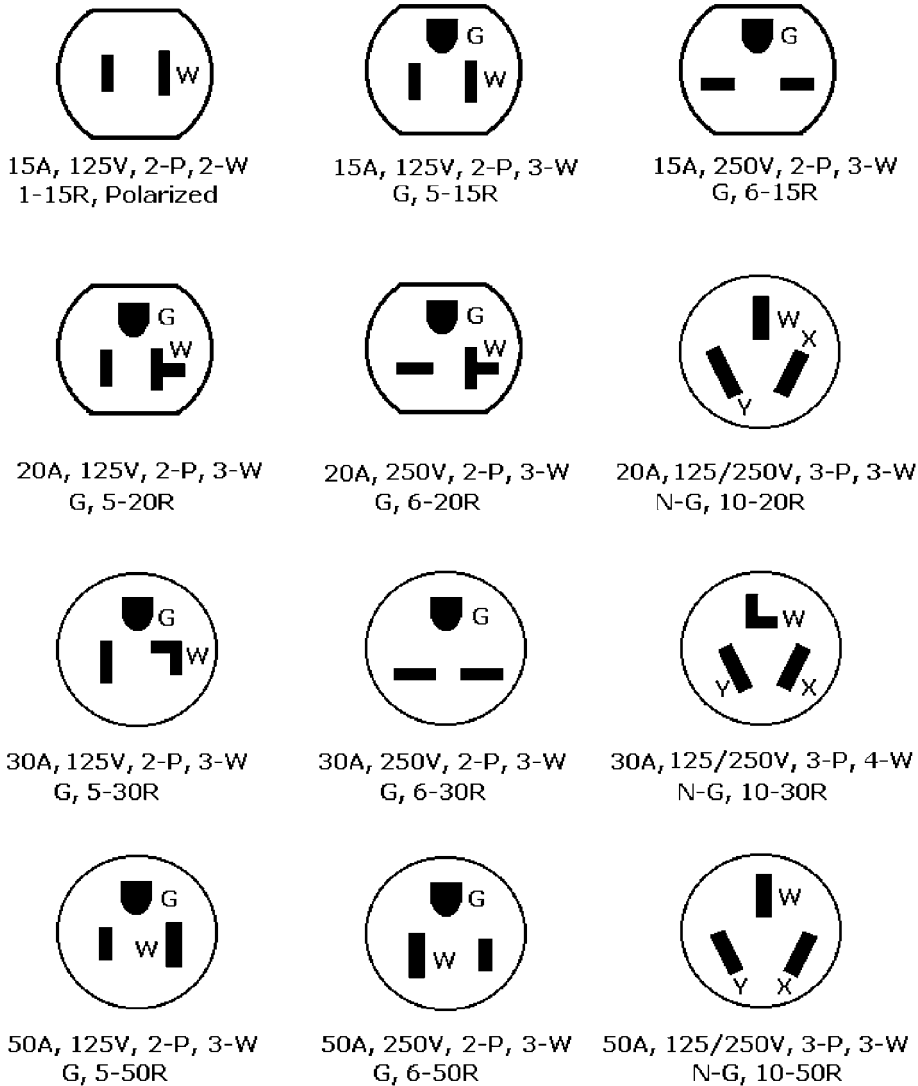 W
G
W
G
15A, 125V, 2-P, 2-W
1-15R, Polarized
15A, 125V, 2-P, 3-W
G, 5-15R
15A, 250V, 2-P, 3-W
G, 6-15R
G
W
G
W
W
X
Y
20A, 125V, 2-P, 3-W
G, 5-20R
20A, 250V, 2-P, 3-W
G, 6-20R
20A, 125/250V, 3-P, 3-W
N-G, 10-20R
G
W
G
W
Y
X
30A, 125V, 2-P, 3-W
G, 5-30R
30A, 250V, 2-P, 3-W
G, 6-30R
30A, 125/250V, 3-P, 4-W
N-G, 10-30R
G
W
G
W
W
Y
X
50A, 125V, 2-P, 3-W
G, 5-50R
50A, 250V, 2-P, 3-W
G, 6-50R
50A, 125/250V, 3-P, 3-W
N-G, 10-50R